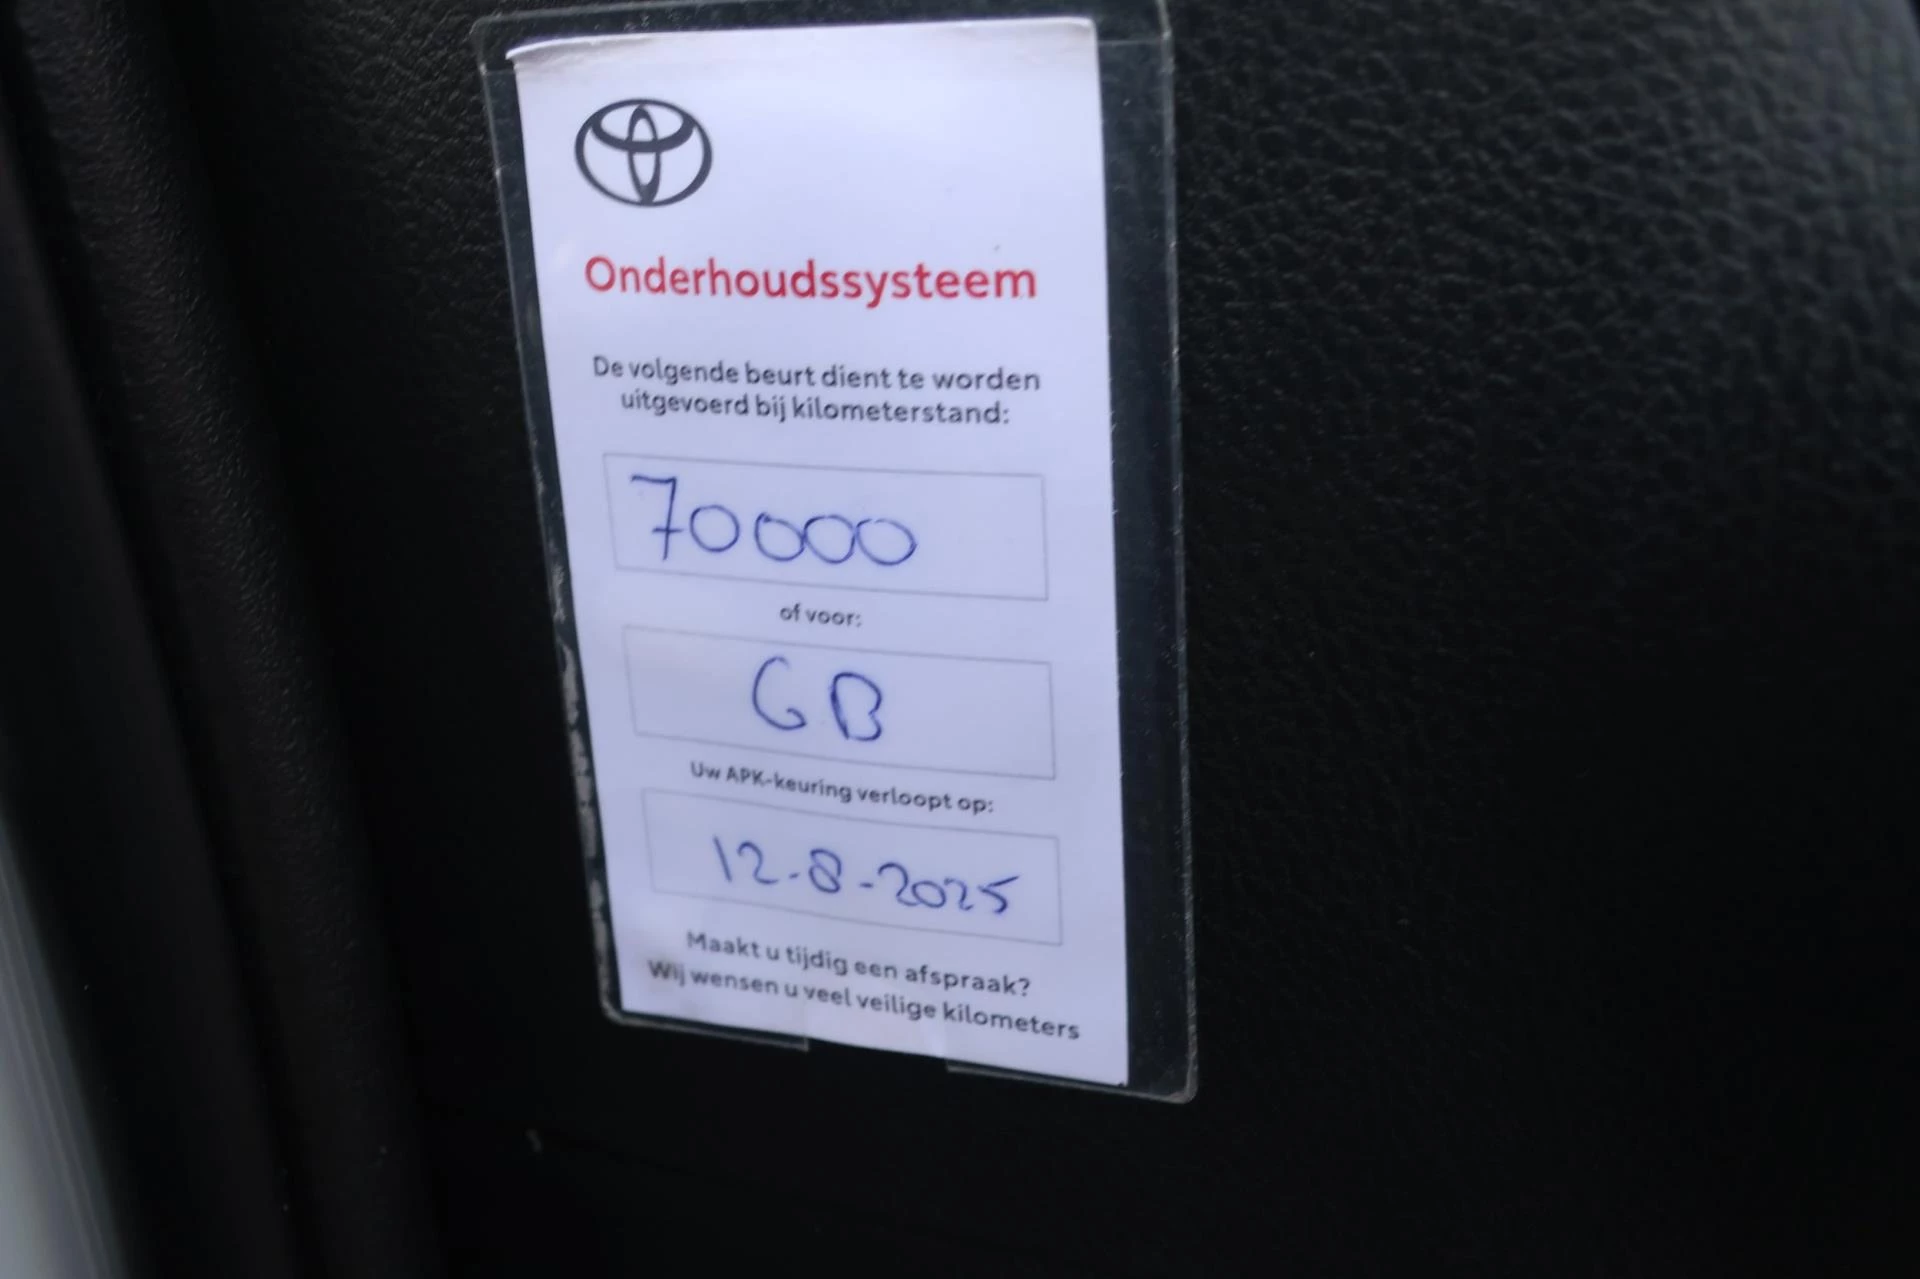 Onderhoudssysteem
De volgende beurt dient te worden
uitgevoerd bij kilometerstand:
70000
of voor:
GB
Uw APK-keuring verloopt op:
12-8-2025
Maakt u tijdig een afspraak?
Wij wensen u veel veilige kilometers